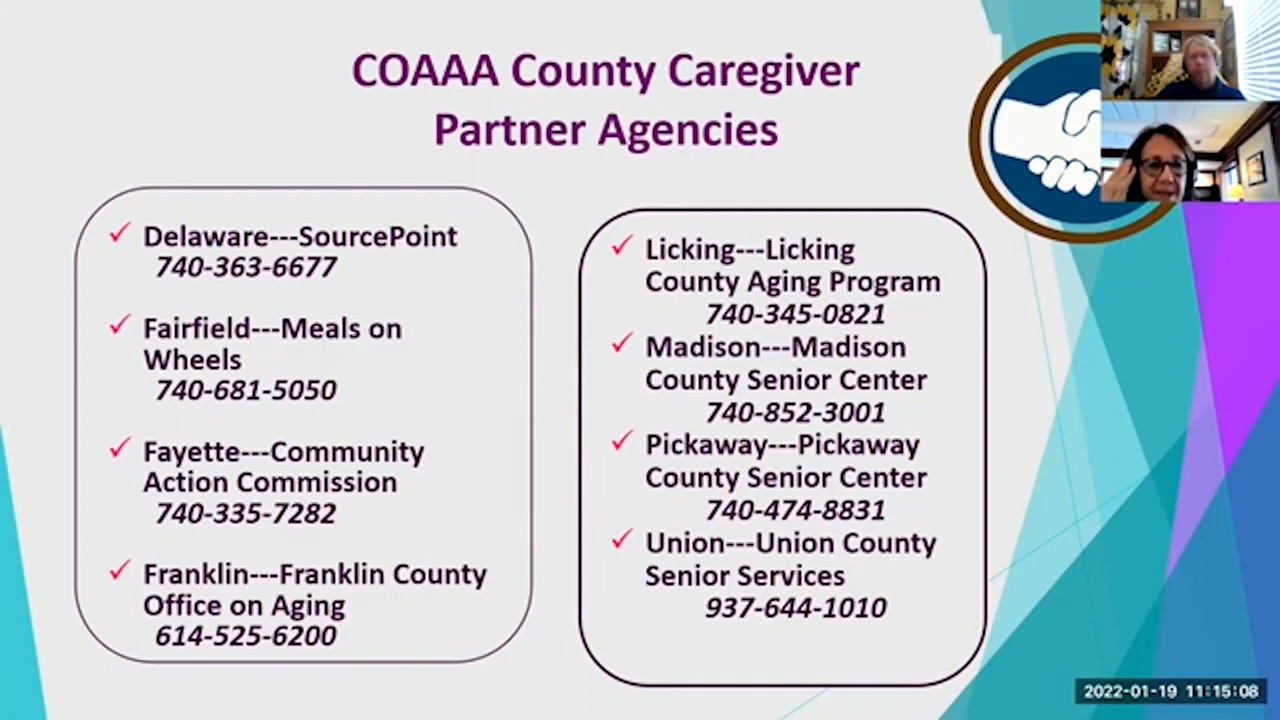 COAAA County Caregiver
Partner Agencies
Delaware---SourcePoint
740-363-6677
Fairfield---Meals on
Wheels
740-681-5050
Fayette---Community
Action Commission
740-335-7282
Franklin---Franklin County
Office on Aging
614-525-6200
Licking---Licking
County Aging Program
740-345-0821
Madison---Madison
County Senior Center
740-852-3001
Pickaway---Pickaway
County Senior Center
740-474-8831
Union---Union County
Senior Services
937-644-1010
2022-01-19 11:15:08